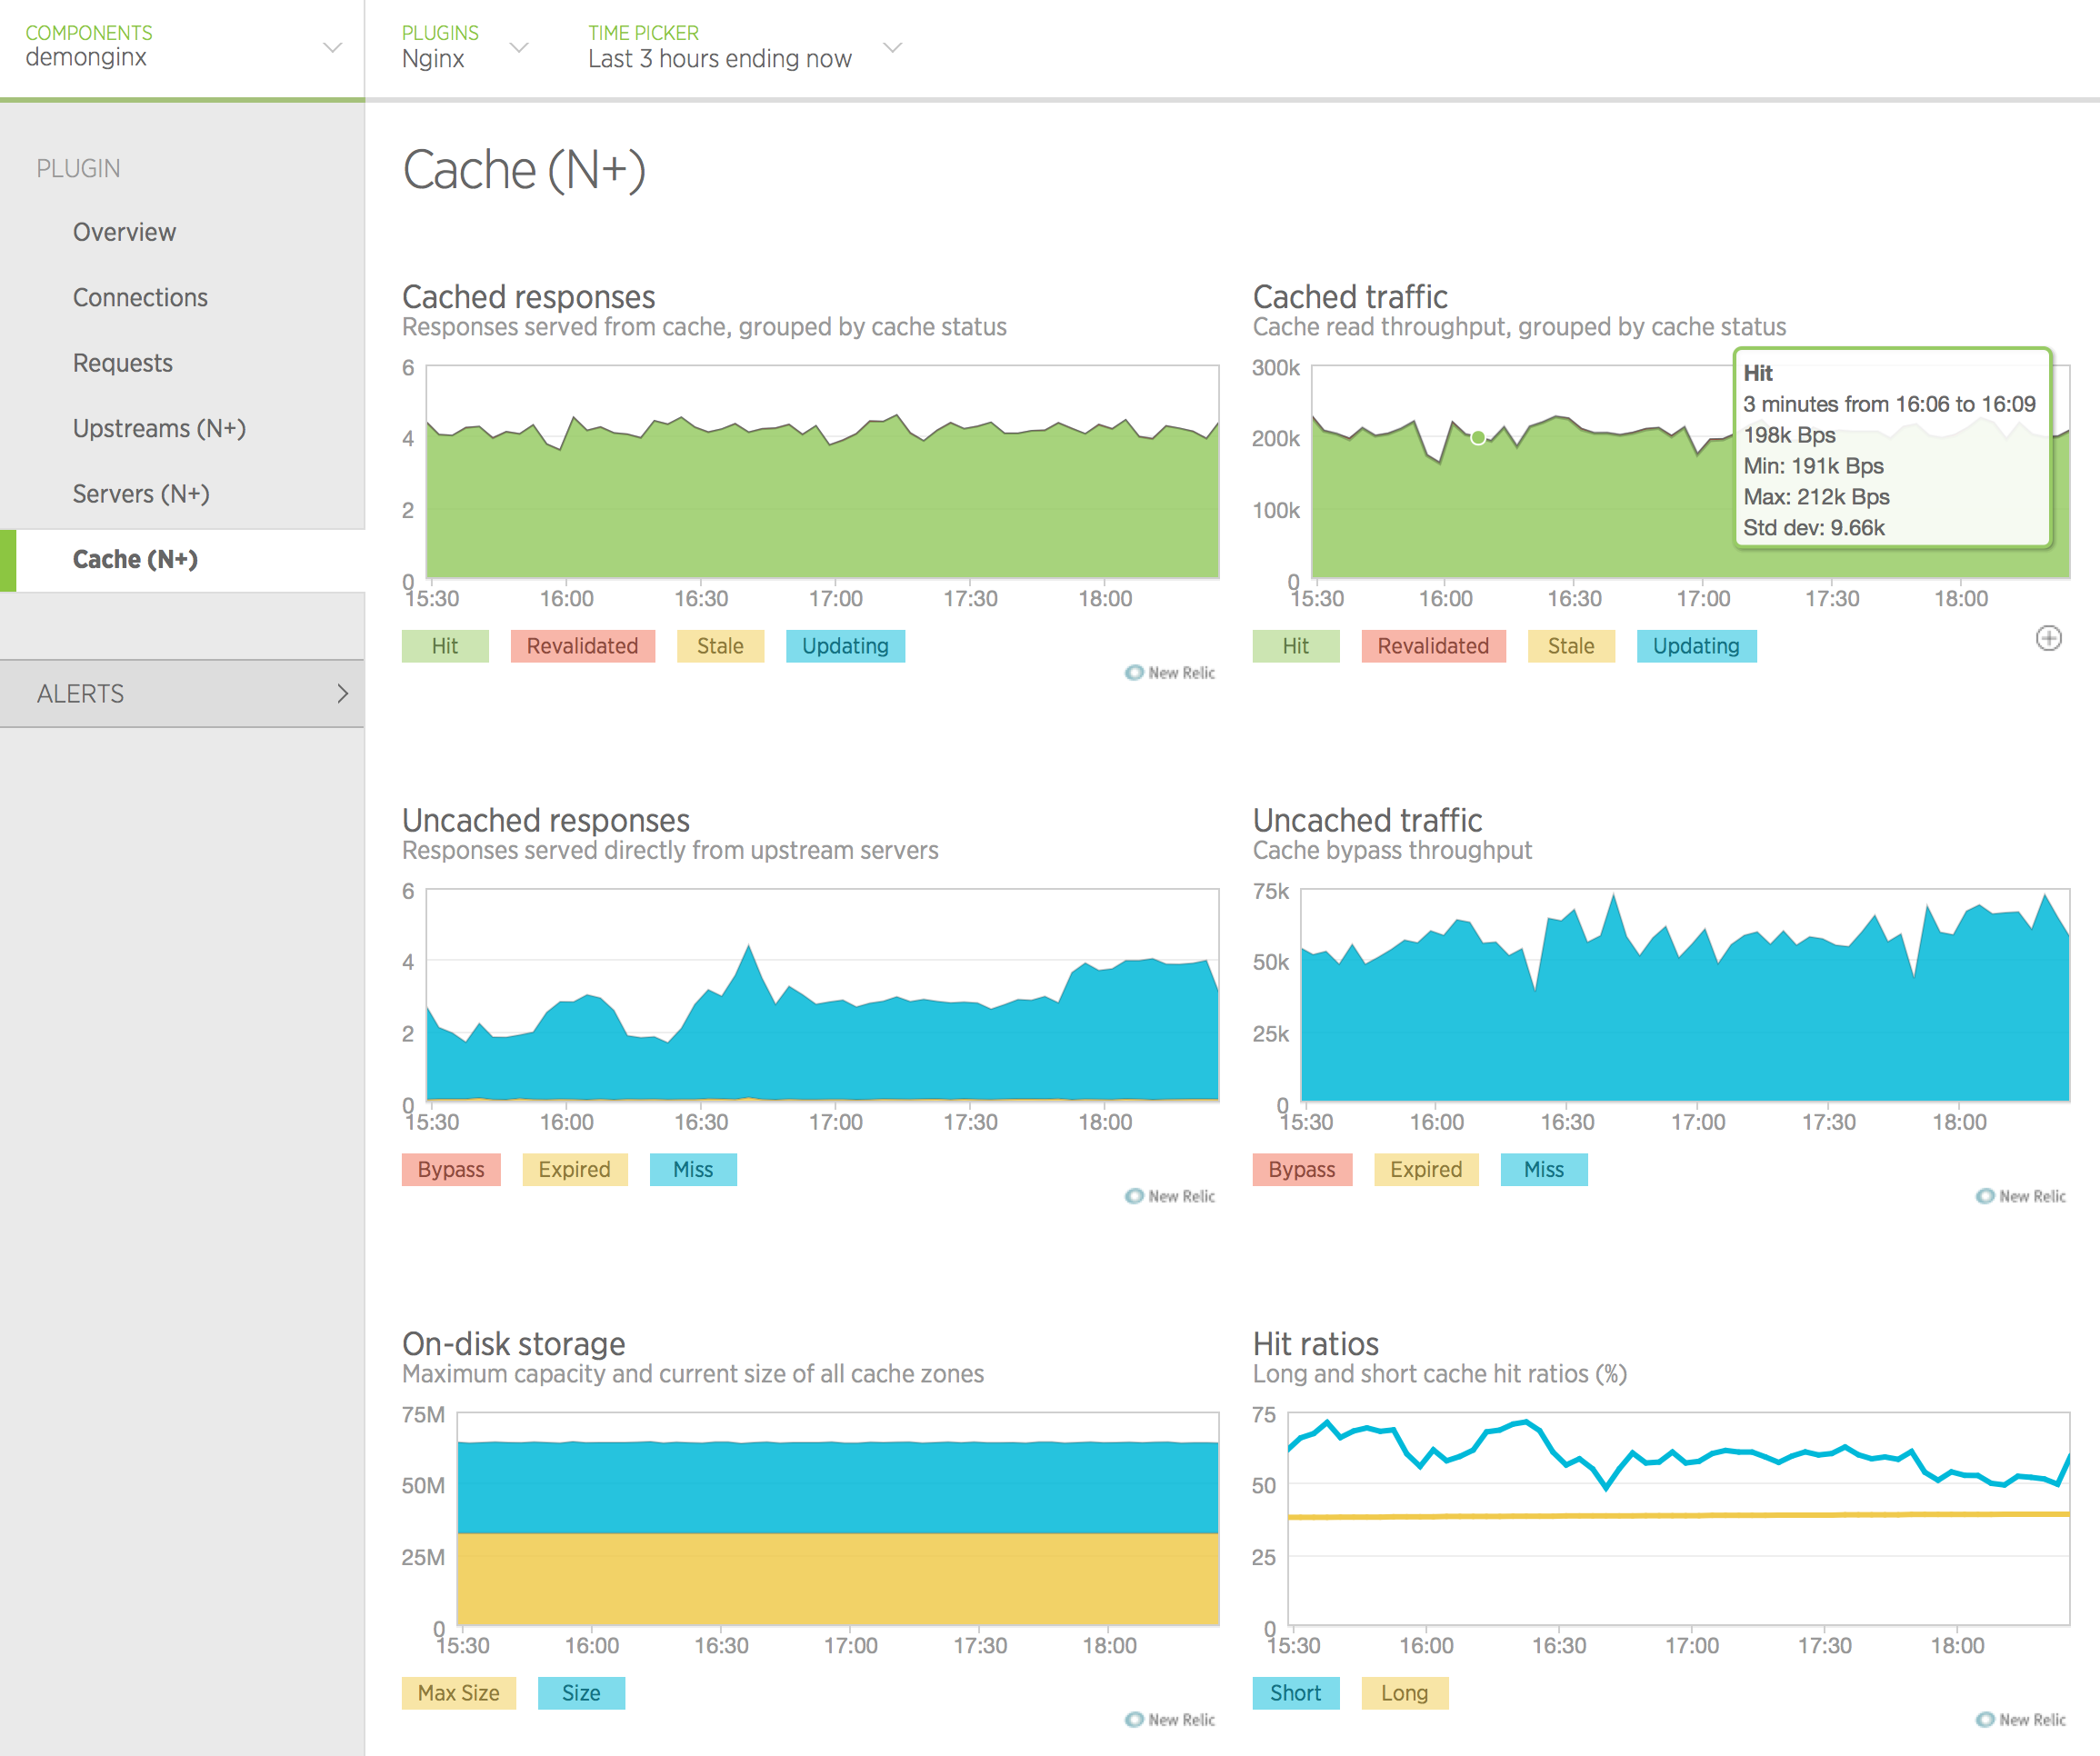 COMPONENTS
demonginx
PLUGINS
Nginx
TIME PICKER
Last 3 hours ending now
PLUGIN
Overview
Connections
Requests
Upstreams (N+)
Servers (N+)
Cache (N+)
ALERTS
Cache (N+)
Cached responses
Responses served from cache, grouped by cache status
6
4
2
0
15:30 16:00 16:30 17:00 17:30 18:00
Hit Revalidated Stale Updating
New Relic
Cached traffic
Cache read throughput, grouped by cache status
300k
200k
100k
0
Hit
3 minutes from 16:06 to 16:09
198k Bps
Min: 191k Bps
Max: 212k Bps
Std dev: 9.66k
15:30 16:00 16:30 17:00 17:30 18:00
Hit Revalidated Stale Updating
Uncached responses
Responses served directly from upstream servers
6
4
2
0
15:30 16:00 16:30 17:00 17:30 18:00
Bypass Expired Miss
New Relic
Uncached traffic
Cache bypass throughput
75k
50k
25k
0
15:30 16:00 16:30 17:00 17:30 18:00
Bypass Expired Miss
New Relic
On-disk storage
Maximum capacity and current size of all cache zones
75M
50M
25M
0
15:30 16:00 16:30 17:00 17:30 18:00
Max Size Size
New Relic
Hit ratios
Long and short cache hit ratios (%)
75
50
25
0
15:30 16:00 16:30 17:00 17:30 18:00
Short Long
New Relic